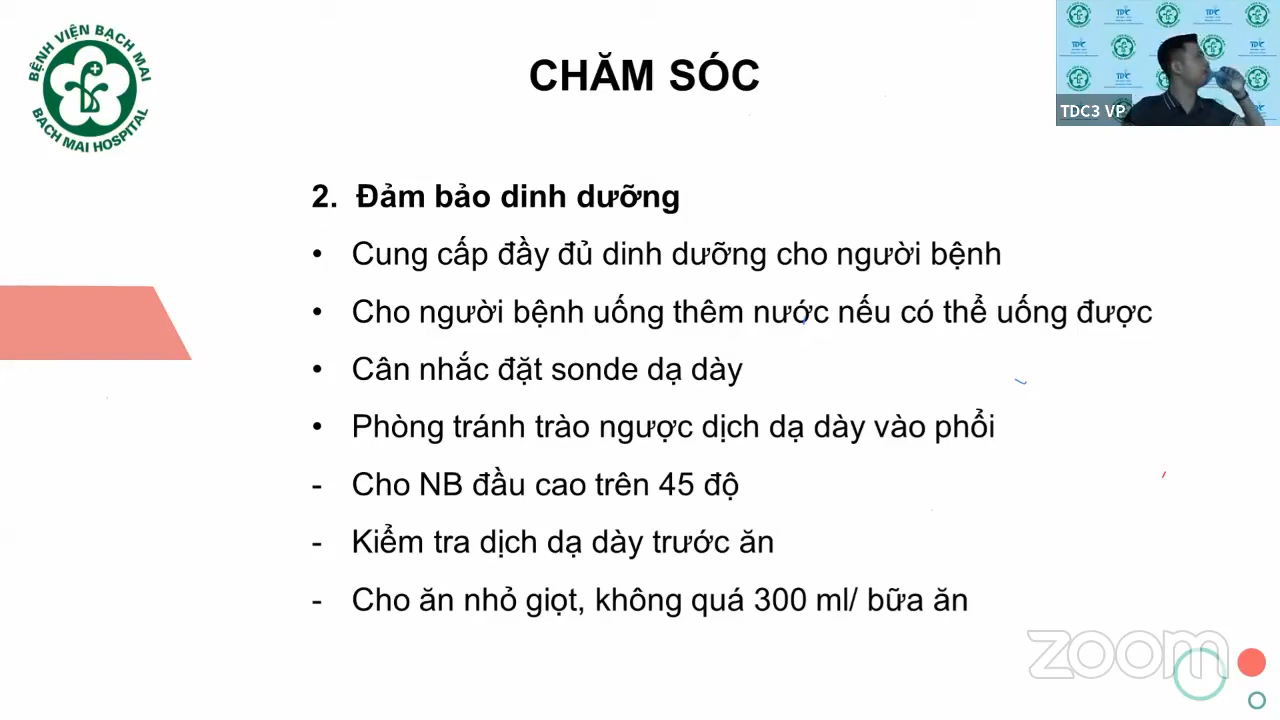 BỆNH VIỆN BẠCH MAI
BACH MAI HOSPITAL
CHĂM SÓC
TDC3 VP
2. Đảm bảo dinh dưỡng
• Cung cấp đầy đủ dinh dưỡng cho người bệnh
• Cho người bệnh uống thêm nước nếu có thể uống được
• Cân nhắc đặt sonde dạ dày
• Phòng tránh trào ngược dịch dạ dày vào phổi
- Cho NB đầu cao trên 45 độ
- Kiểm tra dịch dạ dày trước ăn
- Cho ăn nhỏ giọt, không quá 300 ml/ bữa ăn
zoom